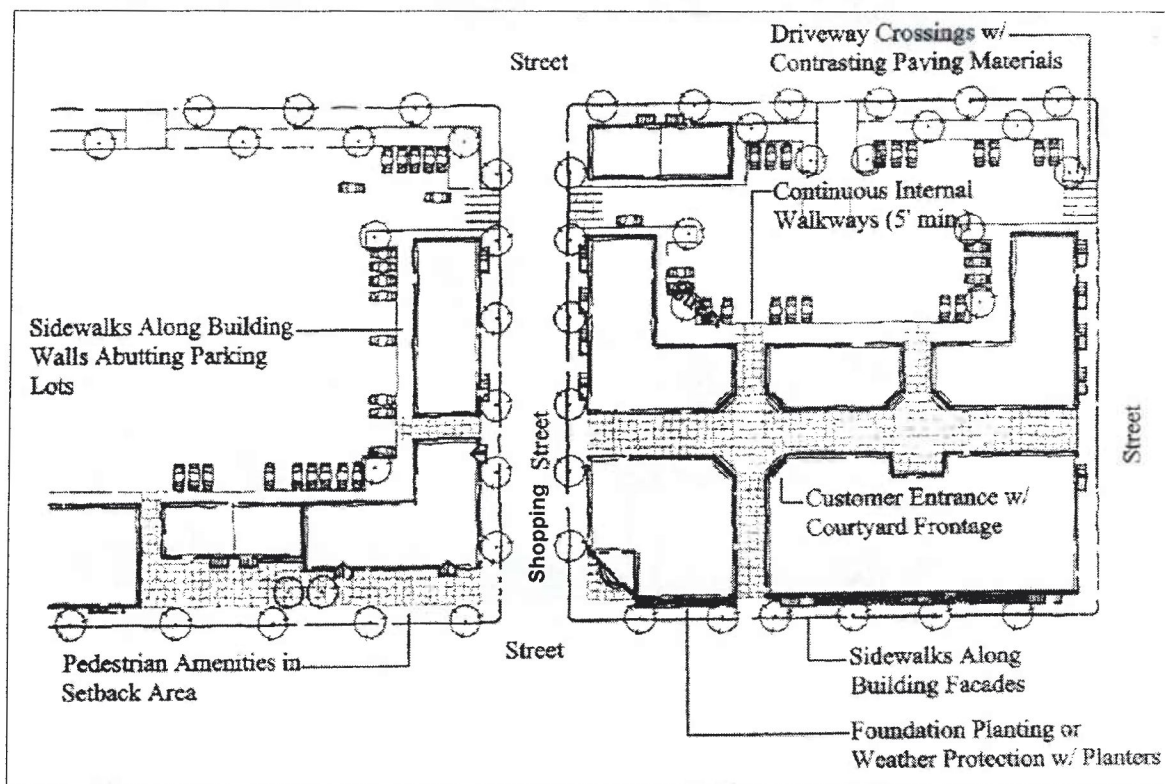 Street
Driveway Crossings w/
Contrasting Paving Materials
Continuous Internal
Walkways (5' min.)
Sidewalks Along Building
Walls Abutting Parking
Lots
Shopping Street
Street
Customer Entrance w/
Courtyard Frontage
Street
Pedestrian Amenities in
Setback Area
Sidewalks Along
Building Facades
Foundation Planting or
Weather Protection w/ Planters